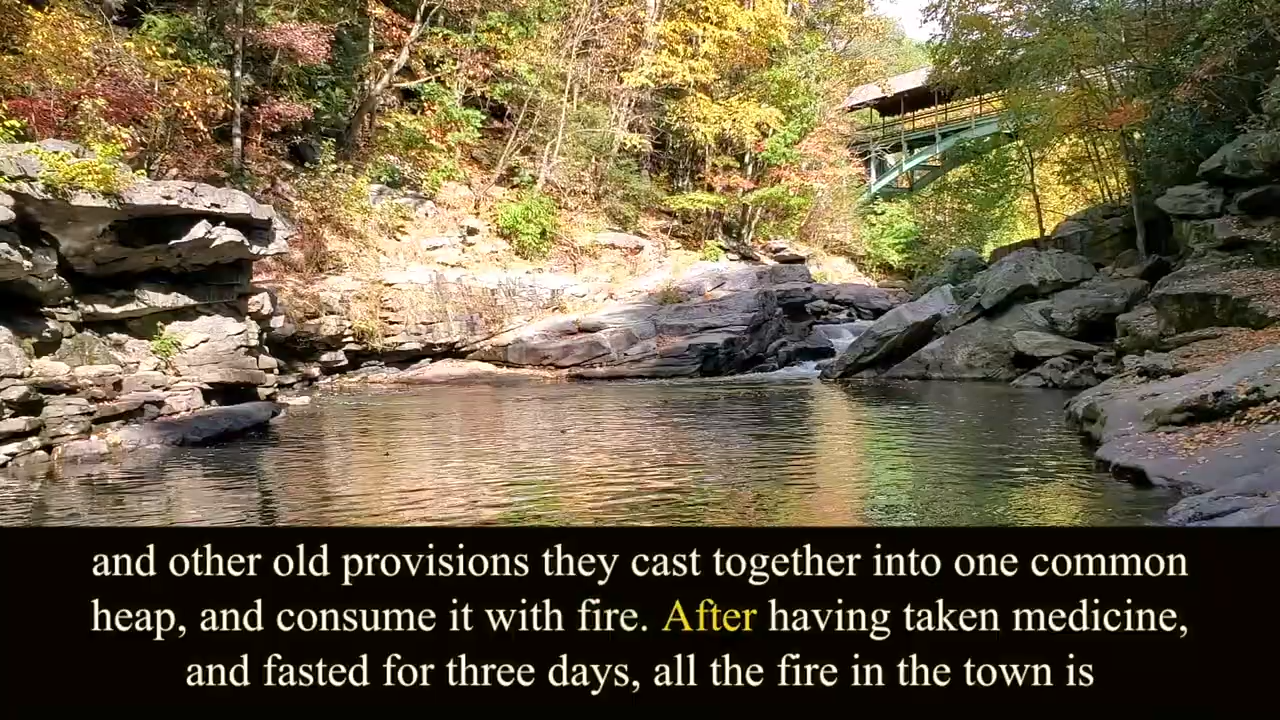 and other old provisions they cast together into one common
heap, and consume it with fire. After having taken medicine,
and fasted for three days, all the fire in the town is